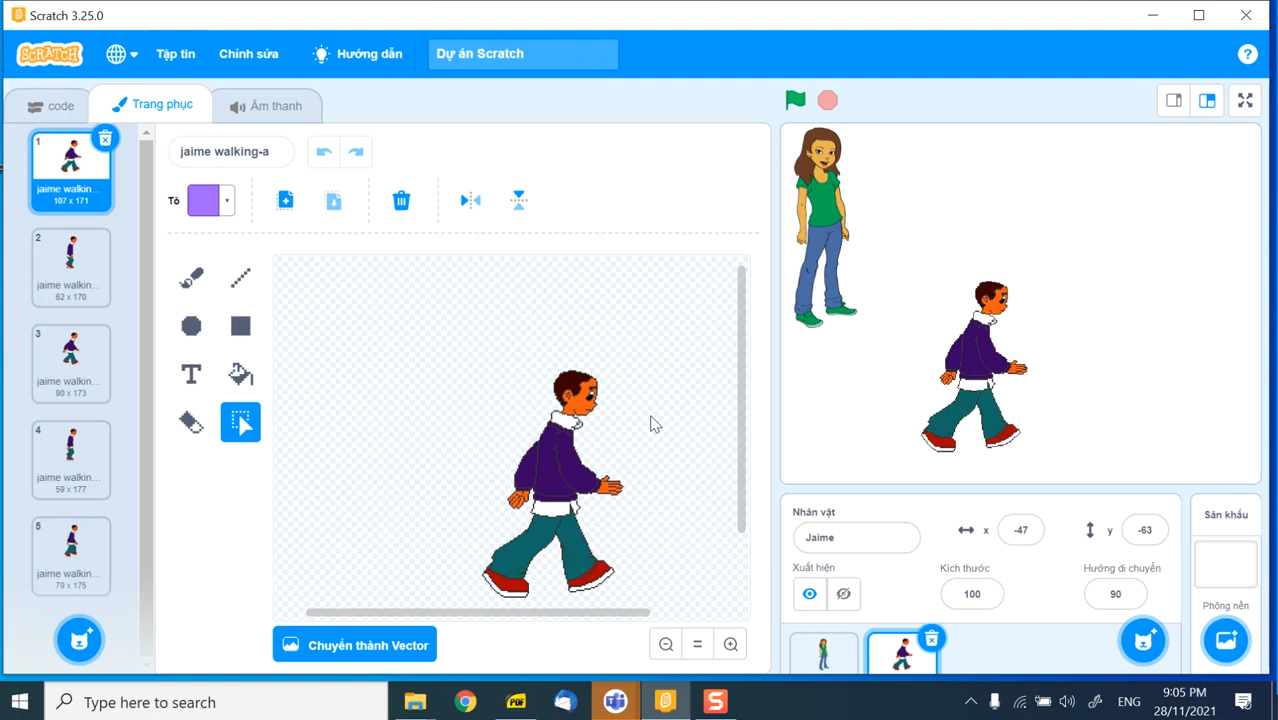 Scratch 3.25.0
SCRATCH Tập tin Chỉnh sửa Hướng dẫn Dự án Scratch ?
code Trang phục Âm thanh
1 jaime walkin... 107 x 171
2 jaime walkin... 62 x 170
3 jaime walkin... 90 x 173
4 jaime walkin... 59 x 177
5 jaime walkin... 79 x 175
jaime walking-a
Tô
T
Chuyển thành Vector
Nhân vật
Jaime
x -47 y -63
Xuất hiện Kích thước Hướng di chuyển
100 90
Sân khấu
Phông nền
Type here to search
PDF
S
ENG
9:05 PM
28/11/2021